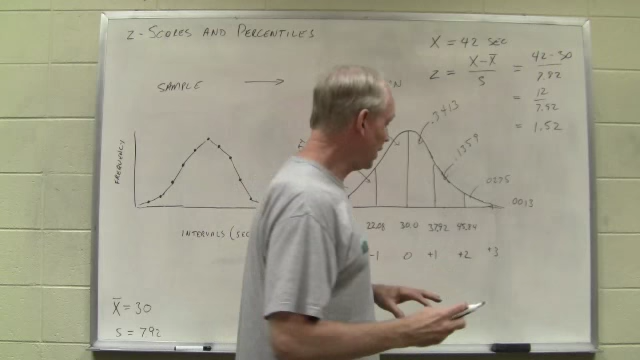 Z-SCORES AND PERCENTILES
X = 42 SEC
Z = X-X̅ / S = 42-30 / 7.92
= 12 / 7.92
= 1.52
SAMPLE →
FREQUENCY
.3413
.1359
.0215
.0013
INTERVALS (SEC
22.08 30.0 37.92 45.84
-1 0 +1 +2 +3
X̅ = 30
S = 7.92